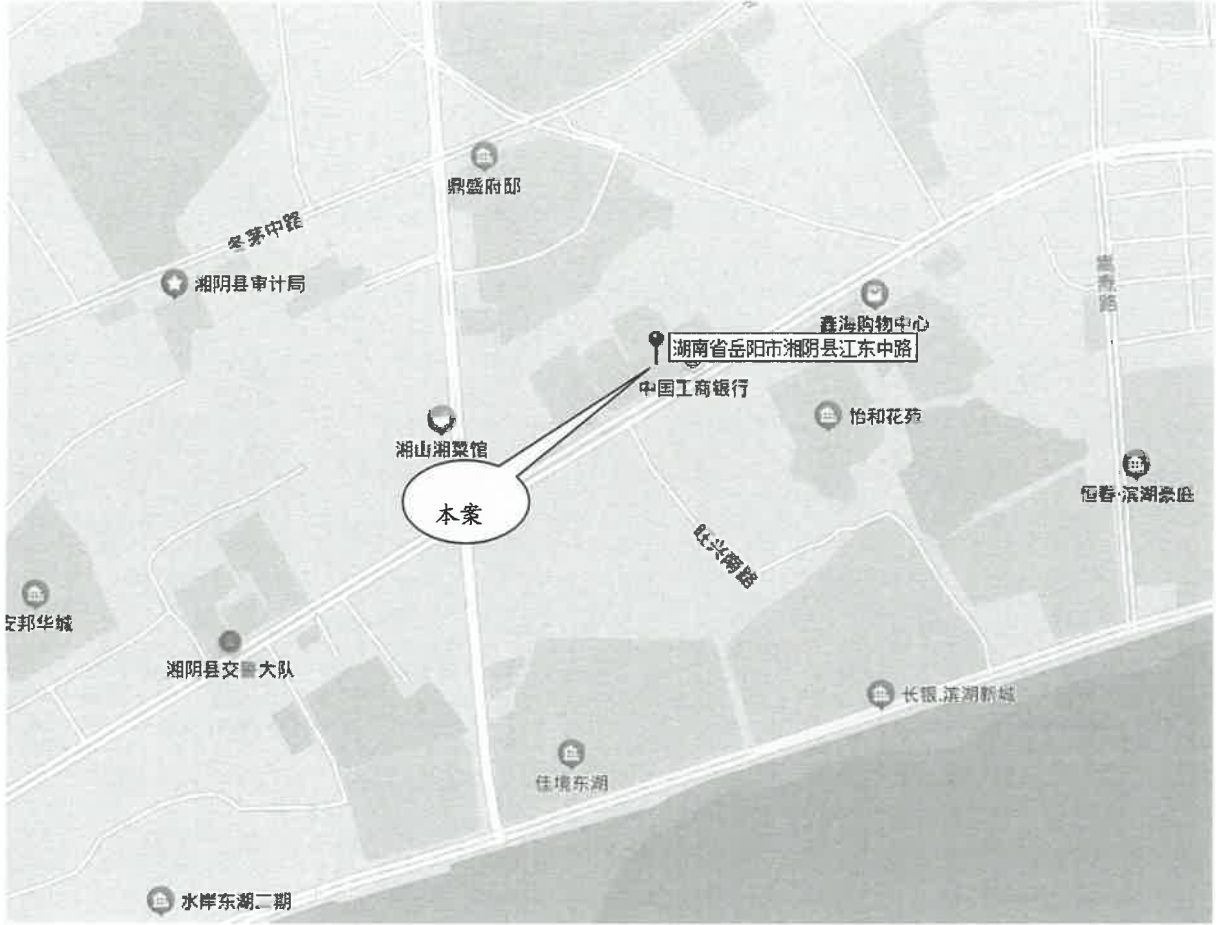 鼎盛府邸
冬茅中路
湘阴县审计局
鑫海购物中心
湖南省岳阳市湘阴县江东中路
中国工商银行
怡和花苑
湘山湘菜馆
恒春·滨湖豪庭
本案
兴南路
安邦华城
湘阴县交警大队
长银.滨湖新城
佳境东湖
水岸东湖二期